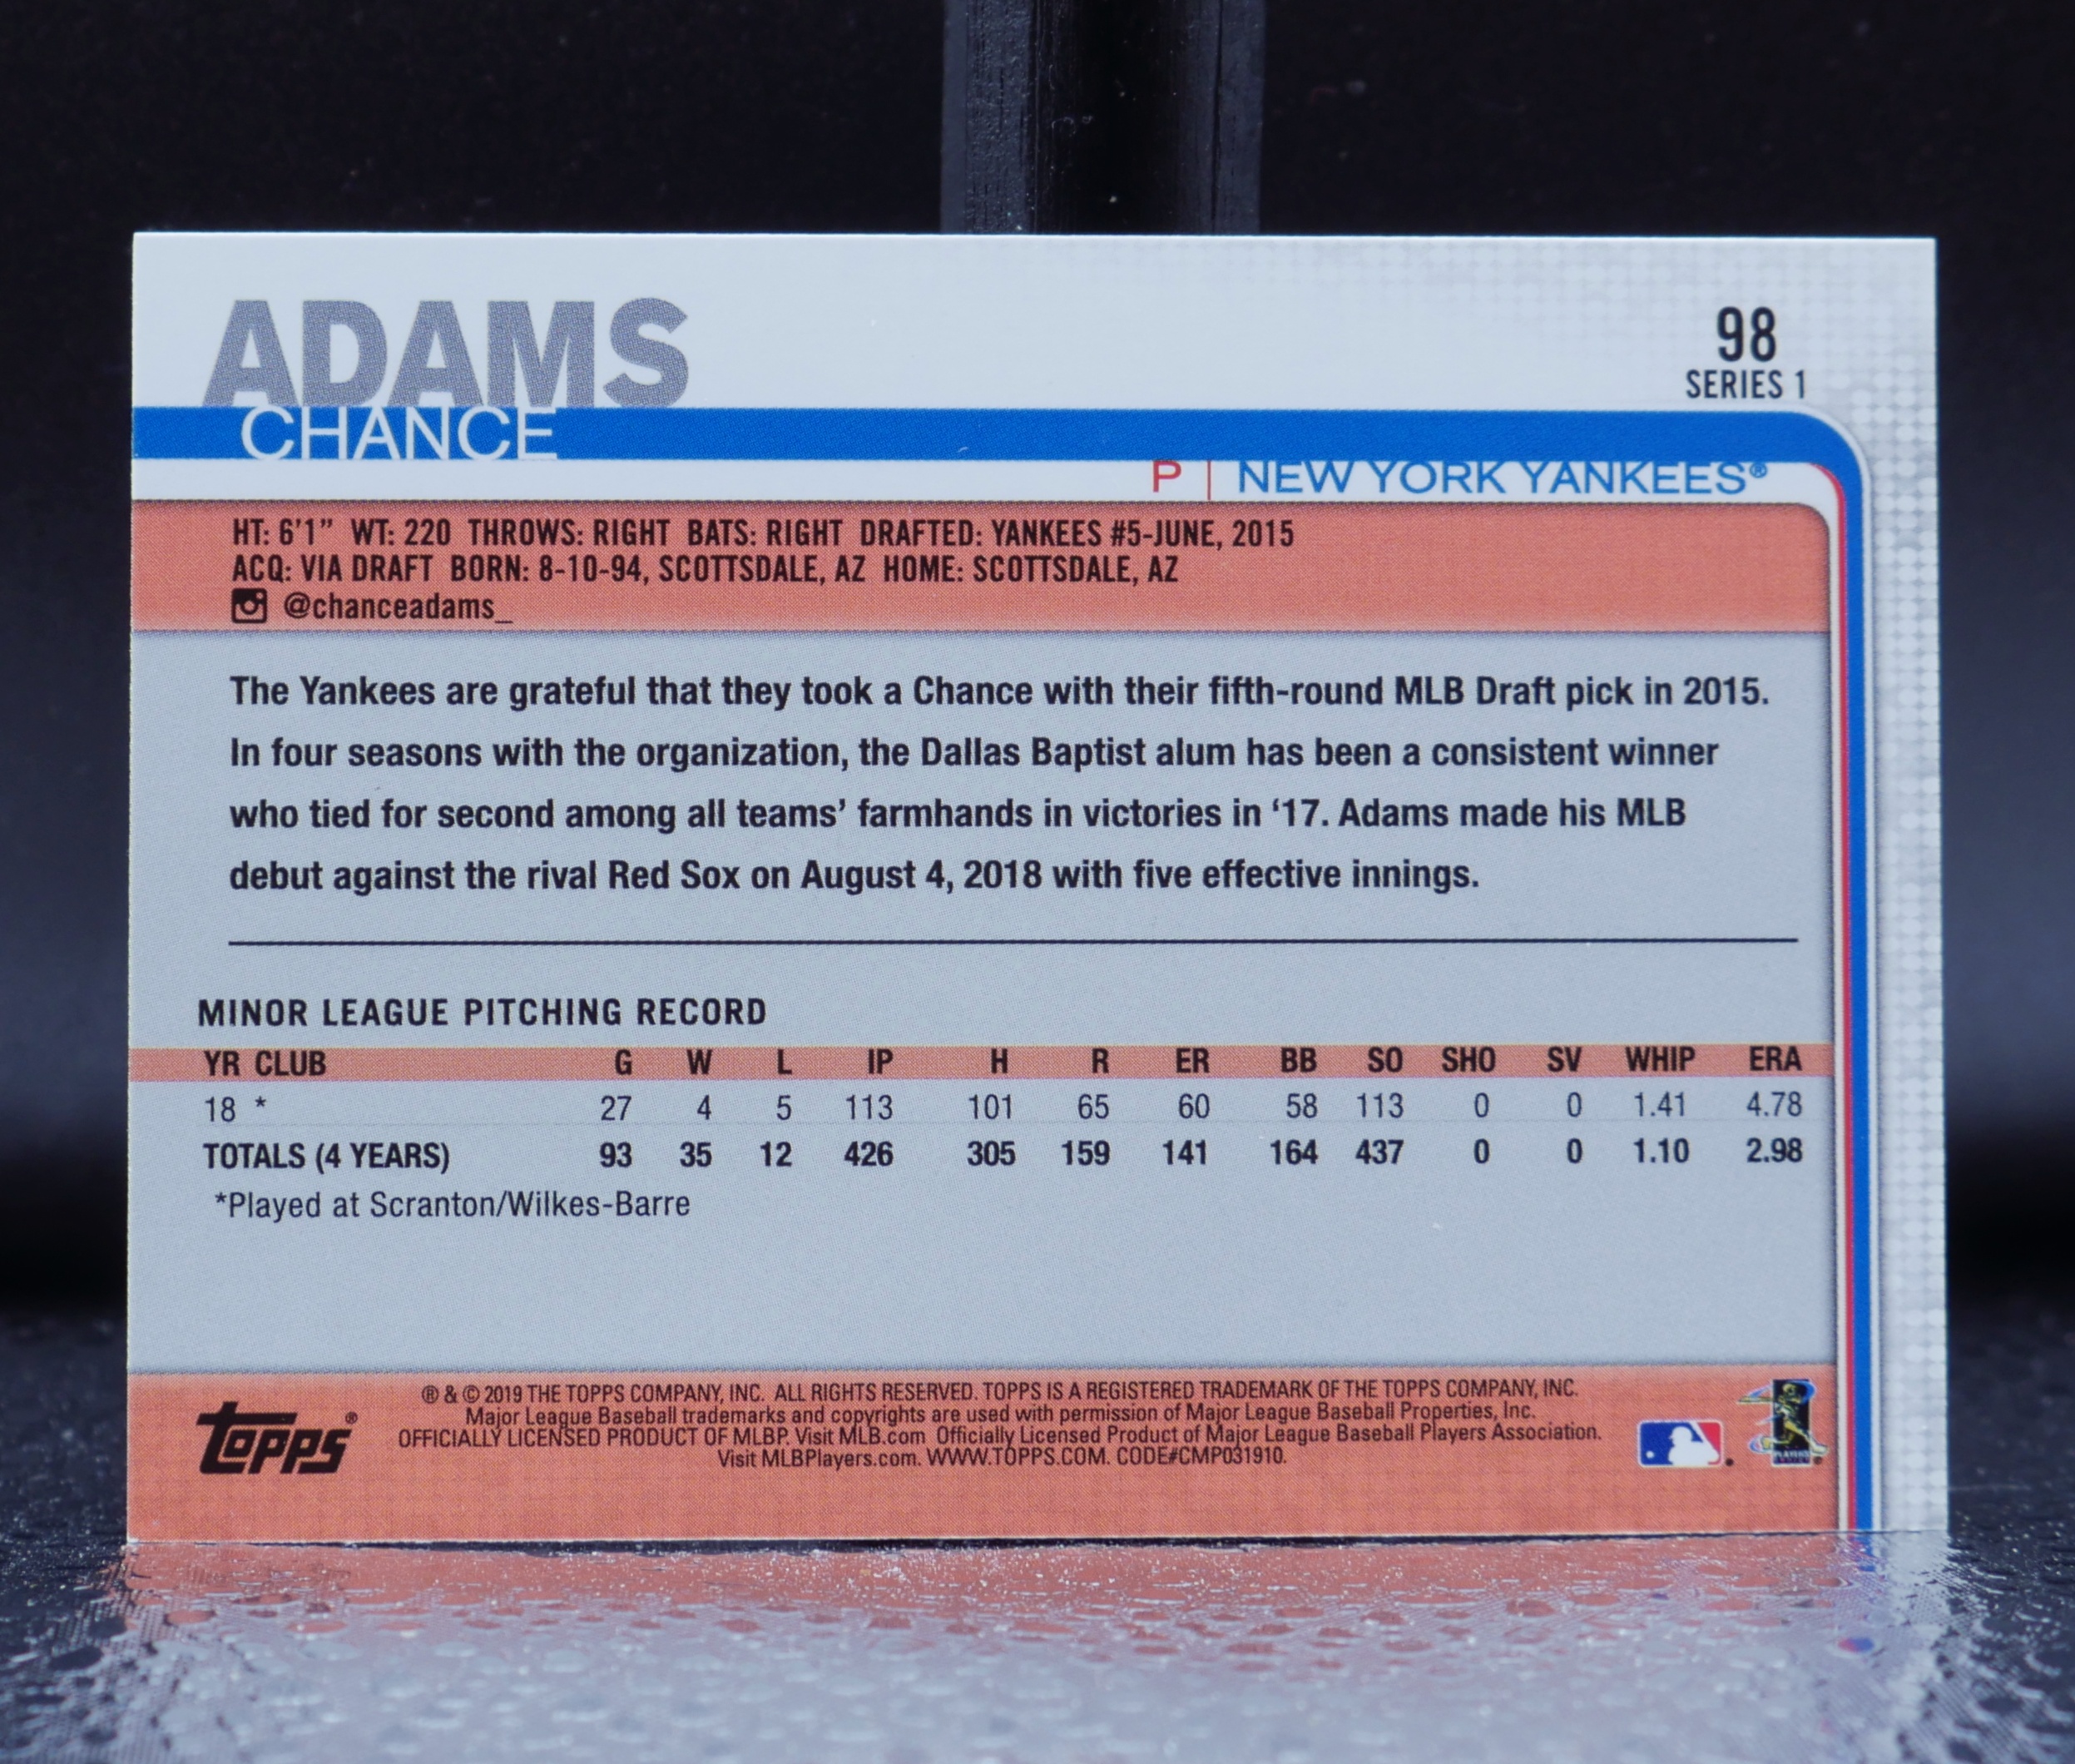 ADAMS
CHANCE
98
SERIES 1
P | NEW YORK YANKEES®
HT: 6'1” WT: 220 THROWS: RIGHT BATS: RIGHT DRAFTED: YANKEES #5-JUNE, 2015
ACQ: VIA DRAFT BORN: 8-10-94, SCOTTSDALE, AZ HOME: SCOTTSDALE, AZ
@chanceadams_
The Yankees are grateful that they took a Chance with their fifth-round MLB Draft pick in 2015.
In four seasons with the organization, the Dallas Baptist alum has been a consistent winner
who tied for second among all teams’ farmhands in victories in ‘17. Adams made his MLB
debut against the rival Red Sox on August 4, 2018 with five effective innings.
MINOR LEAGUE PITCHING RECORD
YR CLUB G W L IP H R ER BB SO SHO SV WHIP ERA
18 * 27 4 5 113 101 65 60 58 113 0 0 1.41 4.78
TOTALS (4 YEARS) 93 35 12 426 305 159 141 164 437 0 0 1.10 2.98
*Played at Scranton/Wilkes-Barre
topps®
® & © 2019 THE TOPPS COMPANY, INC. ALL RIGHTS RESERVED. TOPPS IS A REGISTERED TRADEMARK OF THE TOPPS COMPANY, INC.
Major League Baseball trademarks and copyrights are used with permission of Major League Baseball Properties, Inc.
OFFICIALLY LICENSED PRODUCT OF MLBP. Visit MLB.com Officially Licensed Product of Major League Baseball Players Association.
Visit MLBPlayers.com. WWW.TOPPS.COM. CODE#CMP031910.